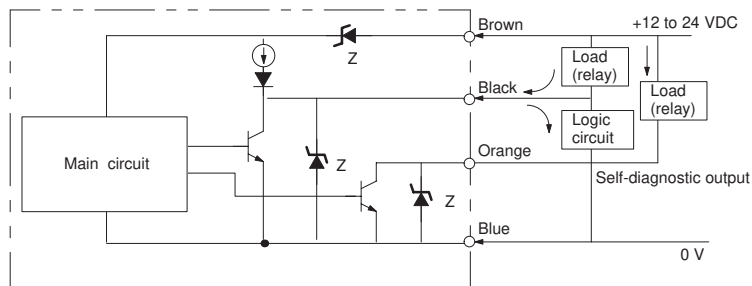 Brown
+12 to 24 VDC
Z
Load
(relay)
Black
Load
(relay)
Logic
circuit
Main circuit
Z
Orange
Z
Self-diagnostic output
Blue
0 V